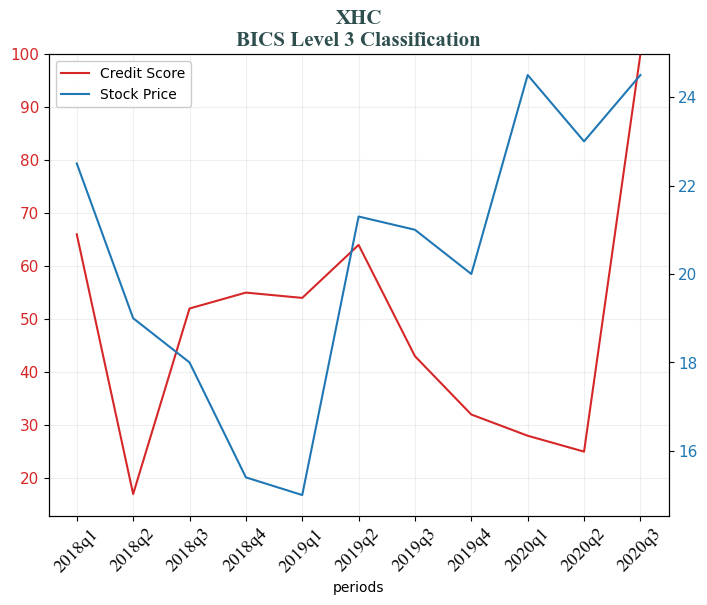 XHC
BICS Level 3 Classification
Credit Score
Stock Price
100
90
80
70
60
50
40
30
20
24
22
20
18
16
2018q1
2018q2
2018q3
2018q4
2019q1
2019q2
2019q3
2019q4
2020q1
2020q2
2020q3
periods